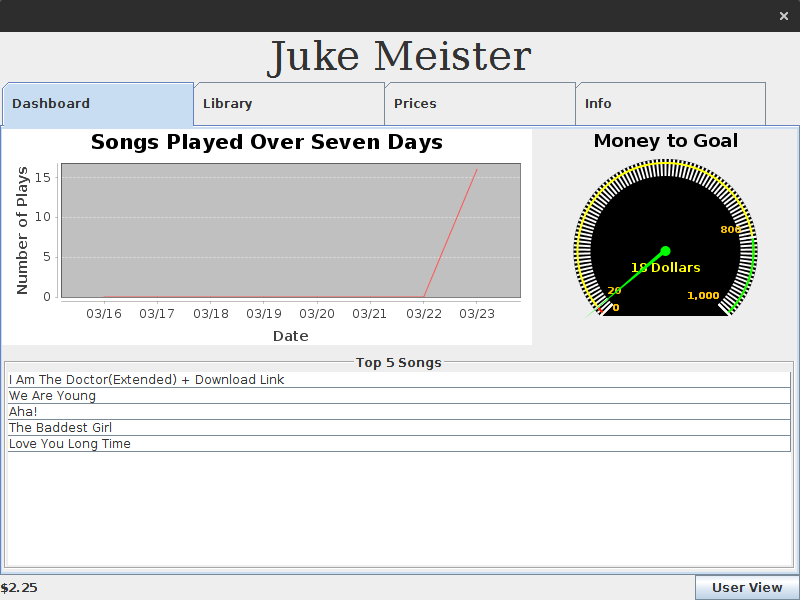 Juke Meister
Dashboard
Library
Prices
Info
Songs Played Over Seven Days
Number of Plays
15
10
5
0
03/16 03/17 03/18 03/19 03/20 03/21 03/22 03/23
Date
Money to Goal
800
18 Dollars
20
1,000
0
Top 5 Songs
I Am The Doctor(Extended) + Download Link
We Are Young
Aha!
The Baddest Girl
Love You Long Time
$2.25
User View